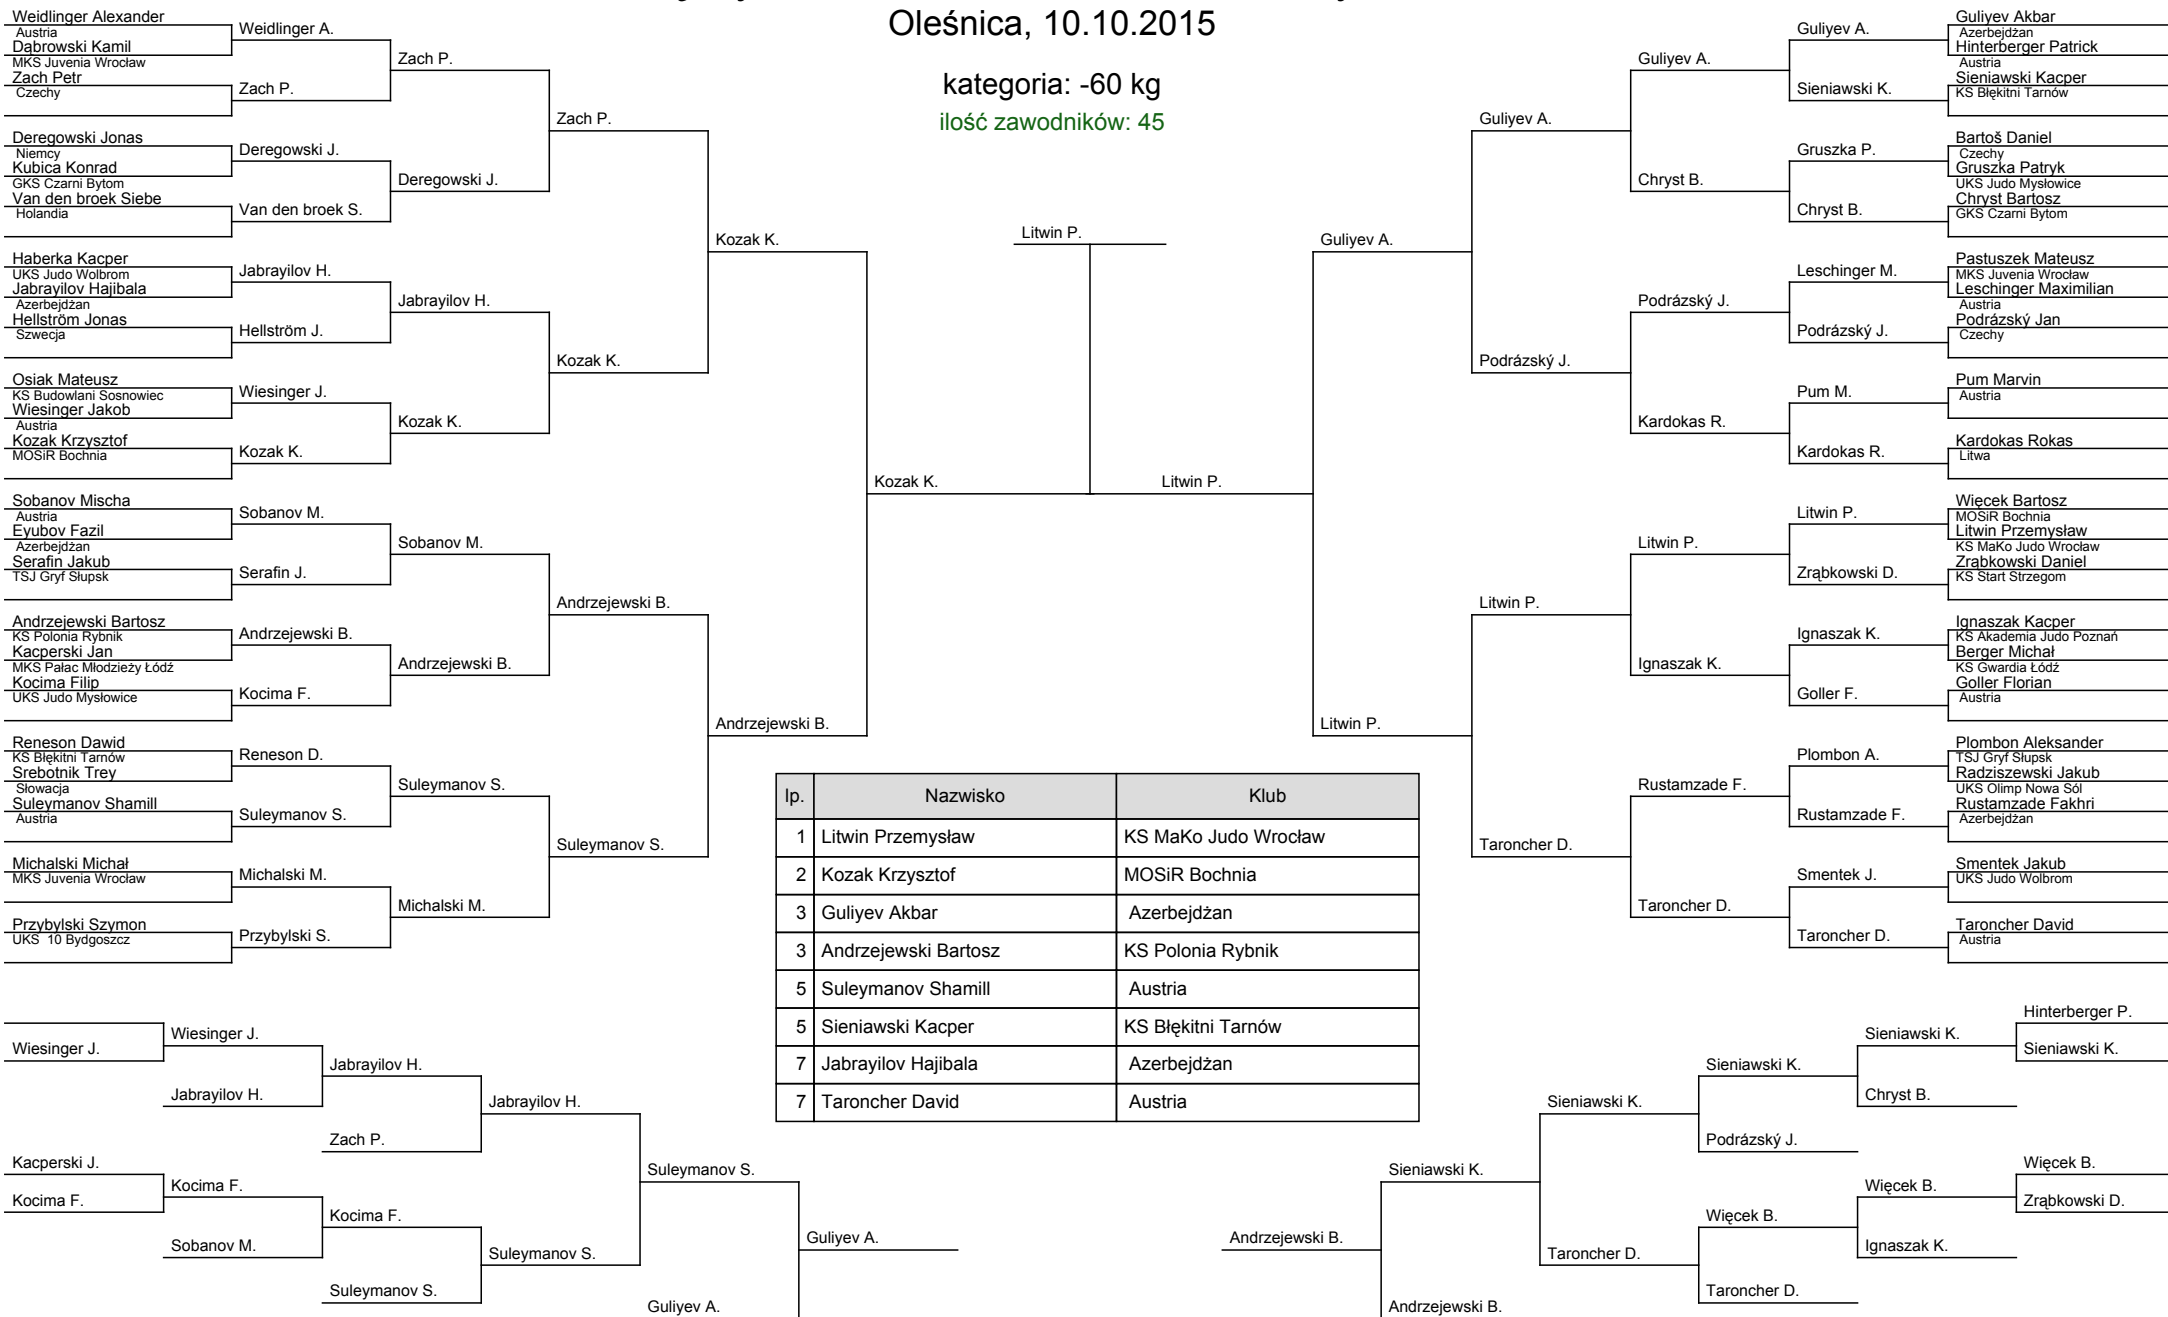 Oleśnica, 10.10.2015
kategoria: -60 kg
ilość zawodników: 45
Weidlinger Alexander
Austria
Dąbrowski Kamil
MKS Juvenia Wrocław
Zach Petr
Czechy
Deregowski Jonas
Niemcy
Kubica Konrad
GKS Czarni Bytom
Van den broek Siebe
Holandia
Haberka Kacper
UKS Judo Wolbrom
Jabrayilov Hajibala
Azerbejdżan
Hellström Jonas
Szwecja
Osiak Mateusz
KS Budowlani Sosnowiec
Wiesinger Jakob
Austria
Kozak Krzysztof
MOSiR Bochnia
Sobanov Mischa
Austria
Eyubov Fazil
Azerbejdżan
Serafin Jakub
TSJ Gryf Słupsk
Andrzejewski Bartosz
KS Polonia Rybnik
Kacperski Jan
MKS Pałac Młodzieży Łódź
Kocima Filip
UKS Judo Mysłowice
Reneson Dawid
KS Błękitni Tarnów
Srebotnik Trey
Słowacja
Suleymanov Shamill
Austria
Michalski Michał
MKS Juvenia Wrocław
Przybylski Szymon
UKS 10 Bydgoszcz
Weidlinger A.
Zach P.
Deregowski J.
Van den broek S.
Jabrayilov H.
Hellström J.
Wiesinger J.
Kozak K.
Sobanov M.
Serafin J.
Andrzejewski B.
Kocima F.
Reneson D.
Suleymanov S.
Michalski M.
Przybylski S.
Zach P.
Deregowski J.
Jabrayilov H.
Kozak K.
Sobanov M.
Andrzejewski B.
Suleymanov S.
Michalski M.
Zach P.
Kozak K.
Andrzejewski B.
Suleymanov S.
Kozak K.
Andrzejewski B.
Kozak K.
Litwin P.
Litwin P.
Guliyev A.
Litwin P.
Guliyev A.
Podrázský J.
Litwin P.
Taroncher D.
Guliyev A.
Chryst B.
Podrázský J.
Kardokas R.
Litwin P.
Ignaszak K.
Rustamzade F.
Taroncher D.
Guliyev A.
Sieniawski K.
Gruszka P.
Chryst B.
Leschinger M.
Podrázský J.
Pum M.
Kardokas R.
Litwin P.
Zrąbkowski D.
Ignaszak K.
Goller F.
Plombon A.
Rustamzade F.
Smentek J.
Taroncher D.
Guliyev Akbar
Azerbejdżan
Hinterberger Patrick
Austria
Sieniawski Kacper
KS Błękitni Tarnów
Bartoš Daniel
Czechy
Gruszka Patryk
UKS Judo Mysłowice
Chryst Bartosz
GKS Czarni Bytom
Pastuszek Mateusz
MKS Juvenia Wrocław
Leschinger Maximilian
Austria
Podrázský Jan
Czechy
Pum Marvin
Austria
Kardokas Rokas
Litwa
Więcek Bartosz
MOSiR Bochnia
Litwin Przemysław
KS MaKo Judo Wrocław
Zrąbkowski Daniel
KS Start Strzegom
Ignaszak Kacper
KS Akademia Judo Poznań
Berger Michał
KS Gwardia Łódź
Goller Florian
Austria
Plombon Aleksander
TSJ Gryf Słupsk
Radziszewski Jakub
UKS Olimp Nowa Sól
Rustamzade Fakhri
Azerbejdżan
Smentek Jakub
UKS Judo Wolbrom
Taroncher David
Austria
lp. Nazwisko Klub
1 Litwin Przemysław KS MaKo Judo Wrocław
2 Kozak Krzysztof MOSiR Bochnia
3 Guliyev Akbar Azerbejdżan
3 Andrzejewski Bartosz KS Polonia Rybnik
5 Suleymanov Shamill Austria
5 Sieniawski Kacper KS Błękitni Tarnów
7 Jabrayilov Hajibala Azerbejdżan
7 Taroncher David Austria
Wiesinger J.
Kacperski J.
Kocima F.
Wiesinger J.
Jabrayilov H.
Kocima F.
Sobanov M.
Jabrayilov H.
Zach P.
Kocima F.
Suleymanov S.
Jabrayilov H.
Suleymanov S.
Suleymanov S.
Guliyev A.
Guliyev A.
Andrzejewski B.
Sieniawski K.
Andrzejewski B.
Sieniawski K.
Taroncher D.
Sieniawski K.
Podrázský J.
Więcek B.
Taroncher D.
Sieniawski K.
Chryst B.
Więcek B.
Ignaszak K.
Hinterberger P.
Sieniawski K.
Więcek B.
Zrąbkowski D.